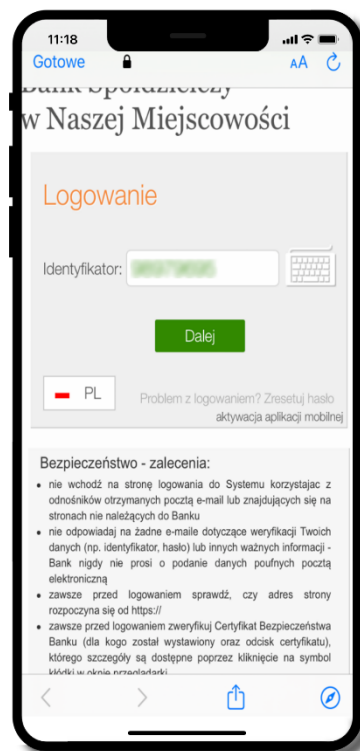 11:18
Gotowe
AA
Bank Spółdzielczy
w Naszej Miejscowości
Logowanie
Identyfikator:
Dalej
PL
Problem z logowaniem? Zresetuj hasło
aktywacja aplikacji mobilnej
Bezpieczeństwo - zalecenia:
nie wchodź na stronę logowania do Systemu korzystajac z
odnośników otrzymanych pocztą e-mail lub znajdujących się na
stronach nie należących do Banku
nie odpowiadaj na żadne e-maile dotyczące weryfikacji Twoich
danych (np. identyfikator, hasło) lub innych ważnych informacji -
Bank nigdy nie prosi o podanie danych poufnych pocztą
elektroniczną
zawsze przed logowaniem sprawdź, czy adres strony
rozpoczyna się od https://
zawsze przed logowaniem zweryfikuj Certyfikat Bezpieczeństwa
Banku (dla kogo został wystawiony oraz odcisk certyfikatu),
którego szczegóły są dostępne poprzez kliknięcie na symbol
kłódki w oknie przeglądarki